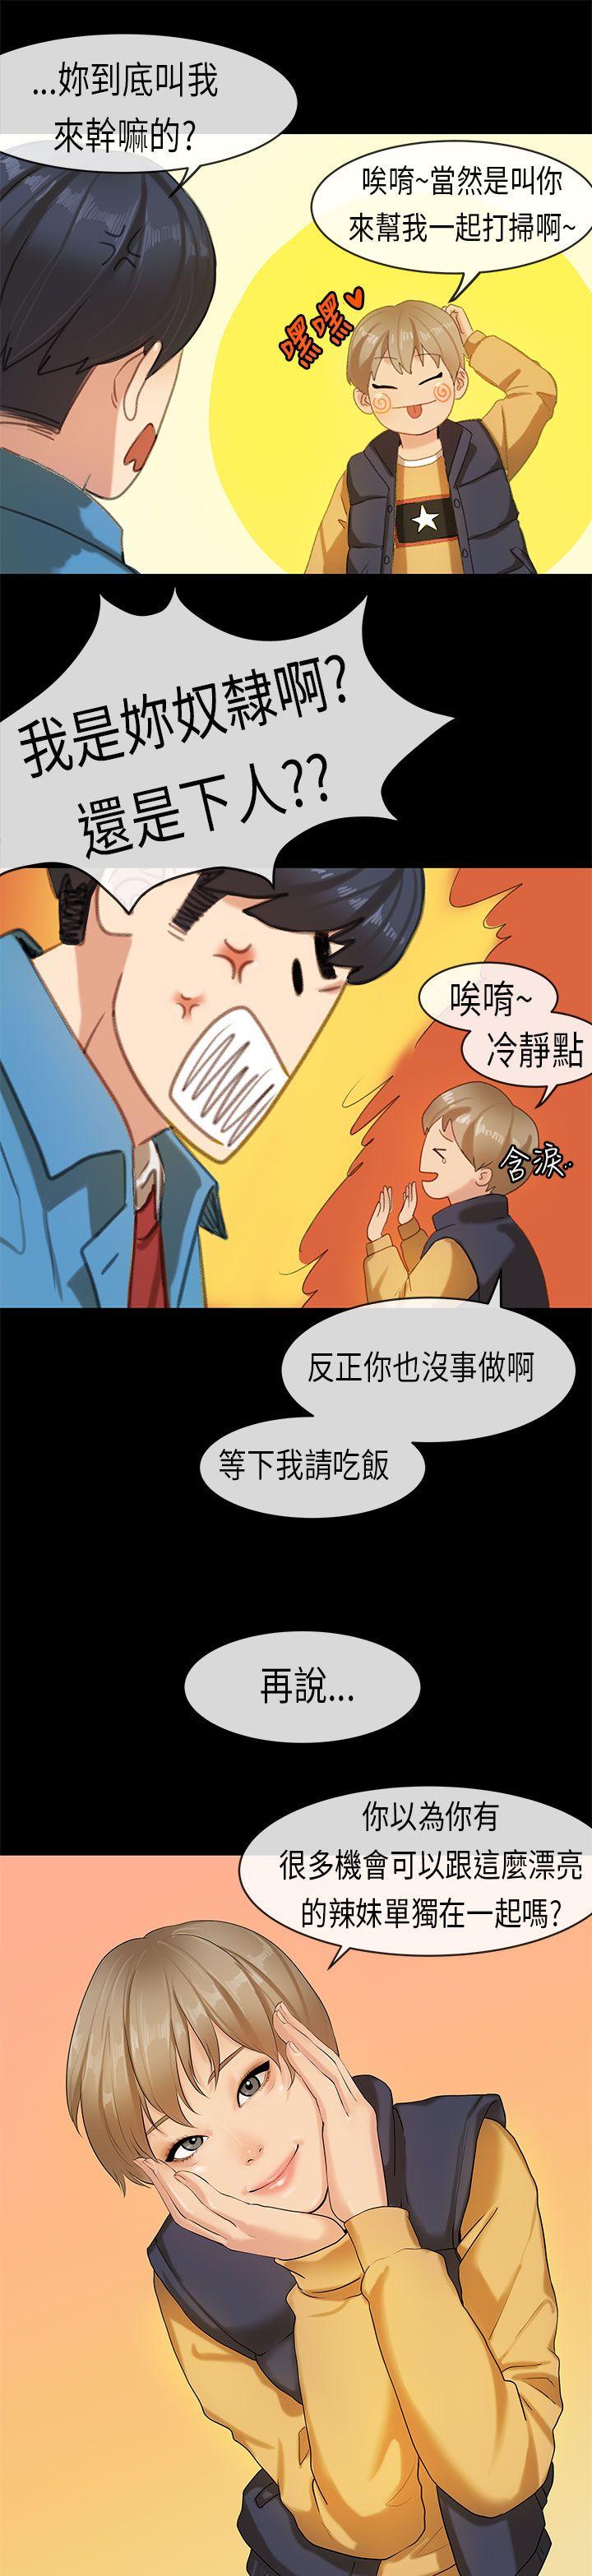 ...妳到底叫我
來幹嘛的?
唉唷~當然是叫你
來幫我一起打掃啊~
嘿嘿♥
我是妳奴隸啊?
還是下人??
唉唷~
冷靜點
含淚..
反正你也沒事做啊
等下我請吃飯
再說...
你以為你有
很多機會可以跟這麼漂亮
的辣妹單獨在一起嗎?